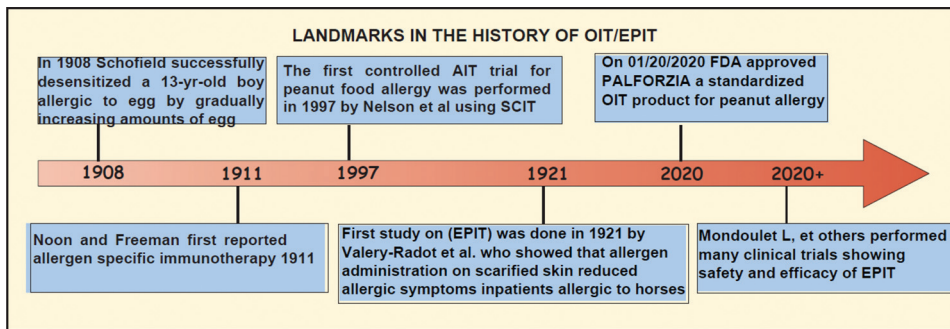 LANDMARKS IN THE HISTORY OF OIT/EPIT
In 1908 Schofield successfully
desensitized a 13-yr-old boy
allergic to egg by gradually
increasing amounts of egg
The first controlled AIT trial for
peanut food allergy was performed
in 1997 by Nelson et al using SCIT
On 01/20/2020 FDA approved
PALFORZIA a standardized
OIT product for peanut allergy
1908
1911
1997
1921
2020
2020+
Noon and Freeman first reported
allergen specific immunotherapy 1911
First study on (EPIT) was done in 1921 by
Valery-Radot et al. who showed that allergen
administration on scarified skin reduced
allergic symptoms inpatients allergic to horses
Mondoulet L, et others performed
many clinical trials showing
safety and efficacy of EPIT